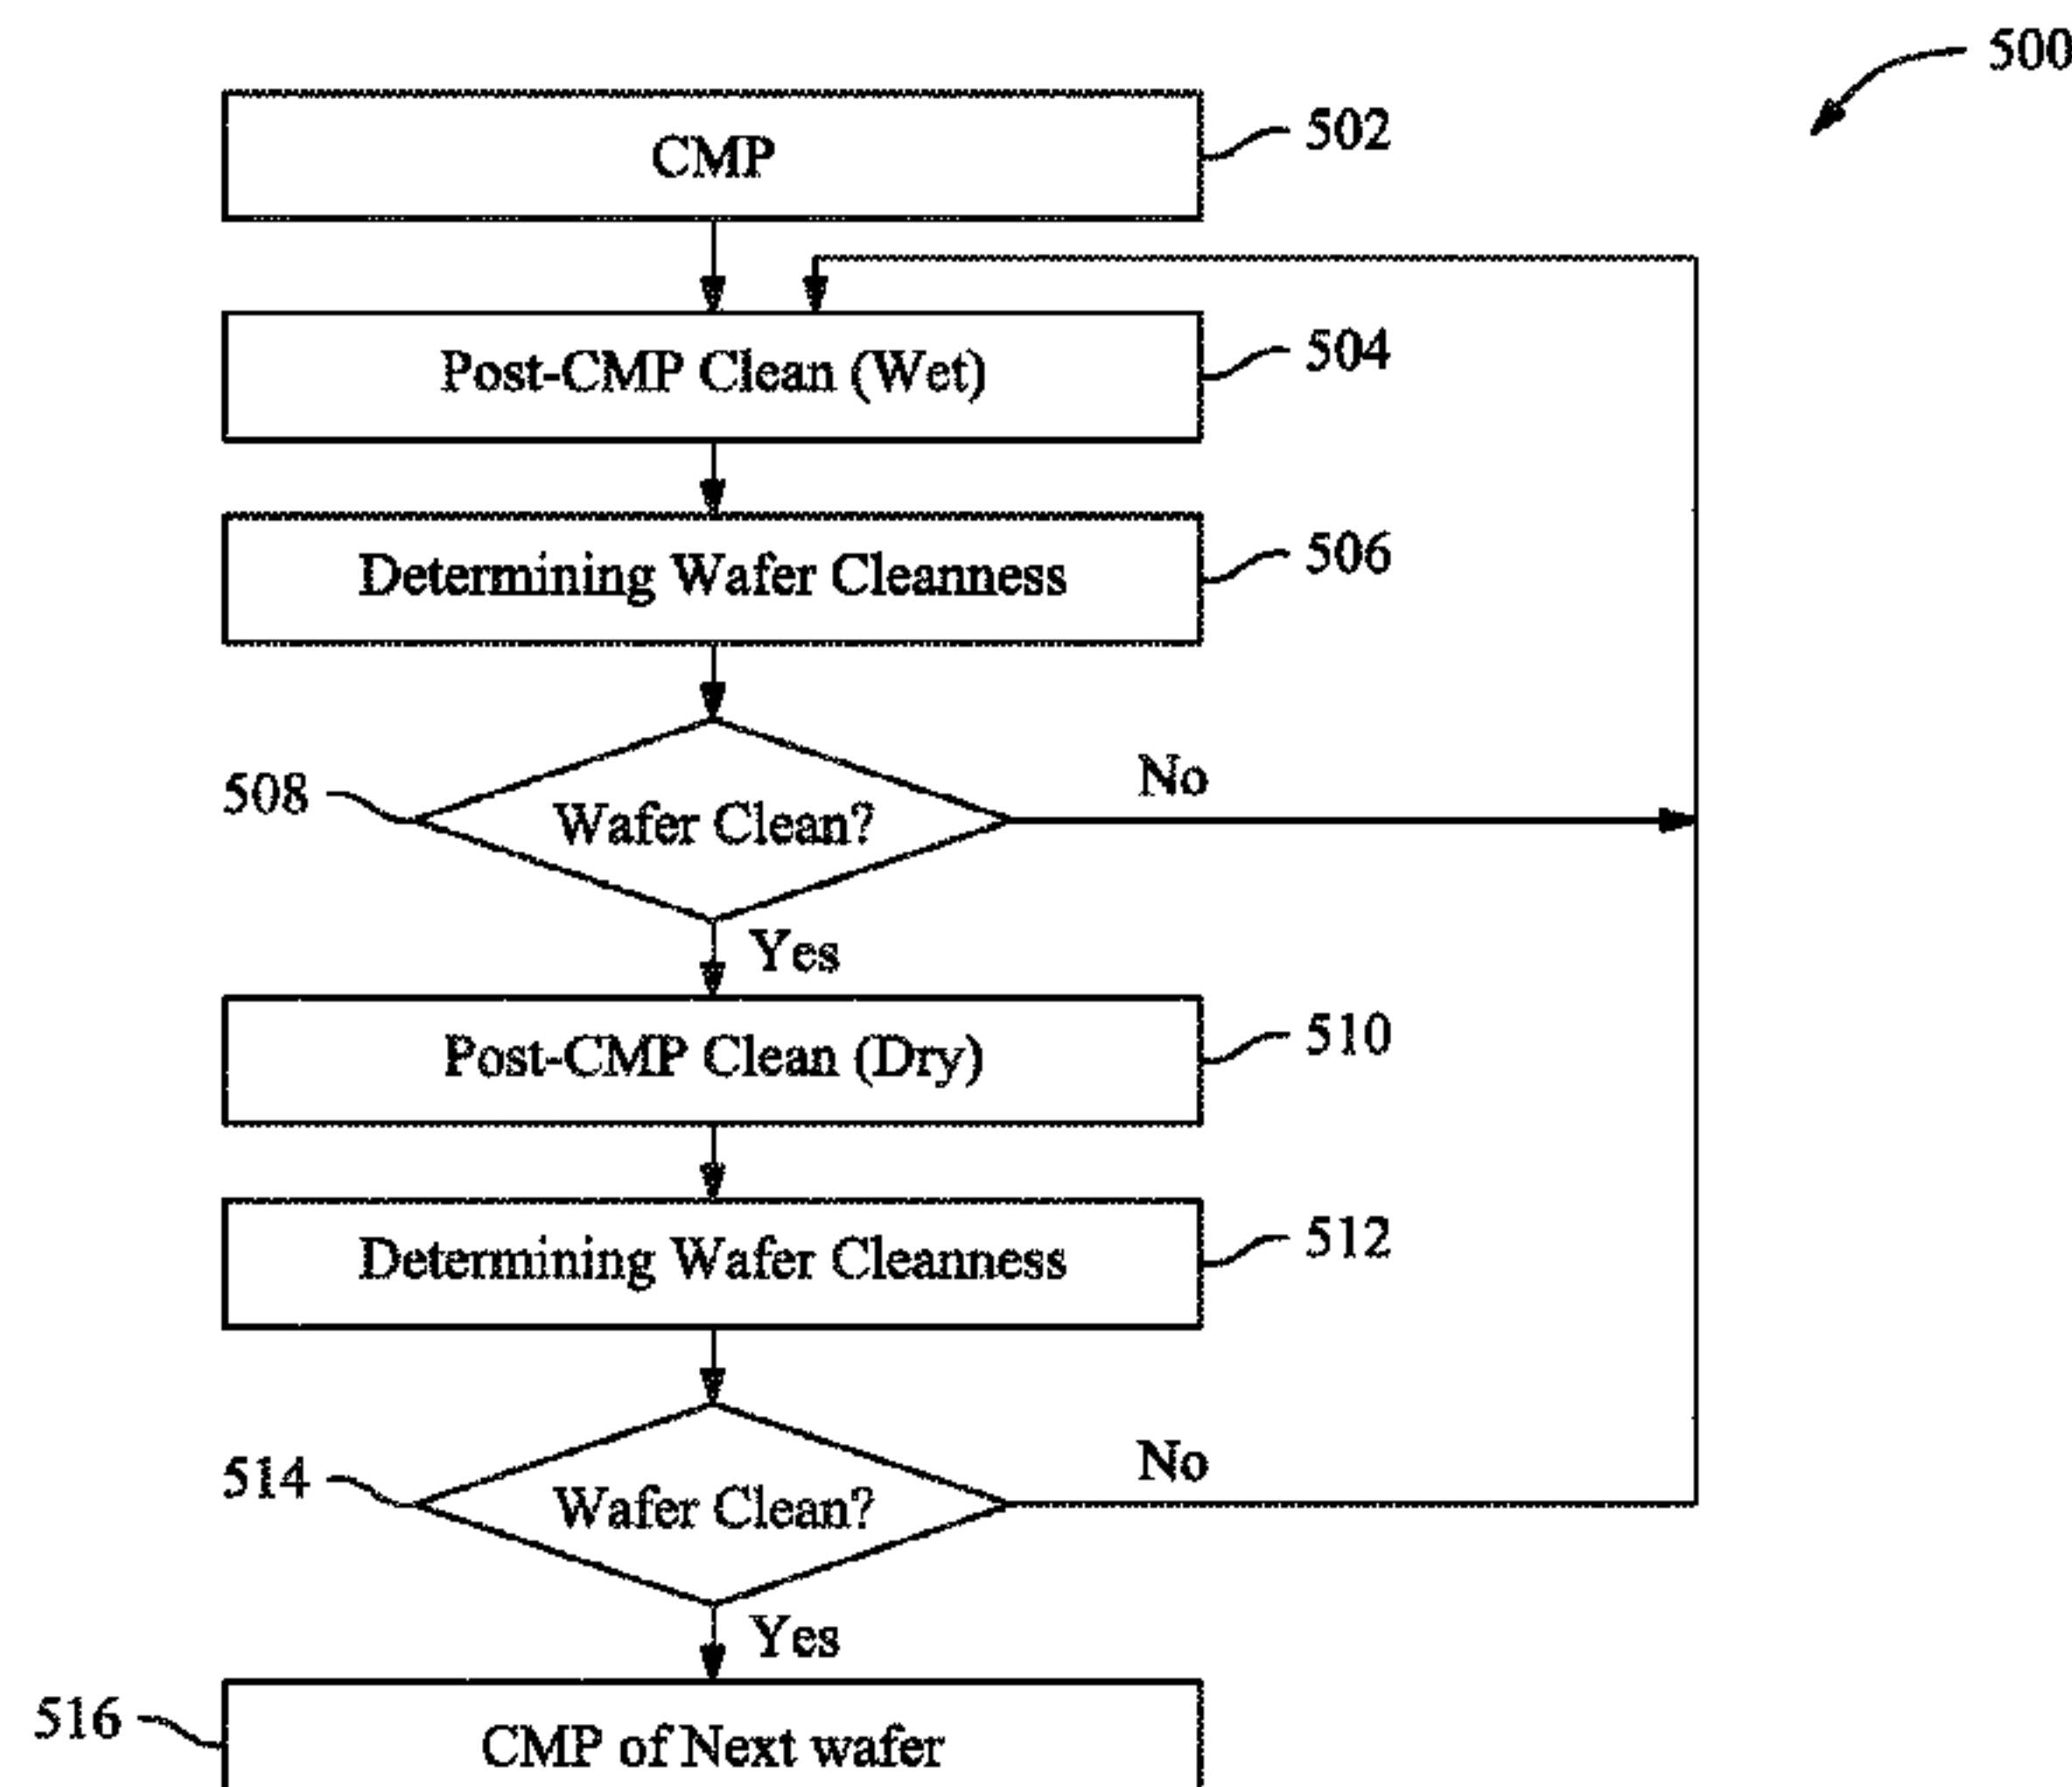 500
CMP
502
Post-CMP Clean (Wet)
504
Determining Wafer Cleanness
506
508
Wafer Clean?
No
Yes
Post-CMP Clean (Dry)
510
Determining Wafer Cleanness
512
514
Wafer Clean?
No
Yes
516
CMP of Next wafer